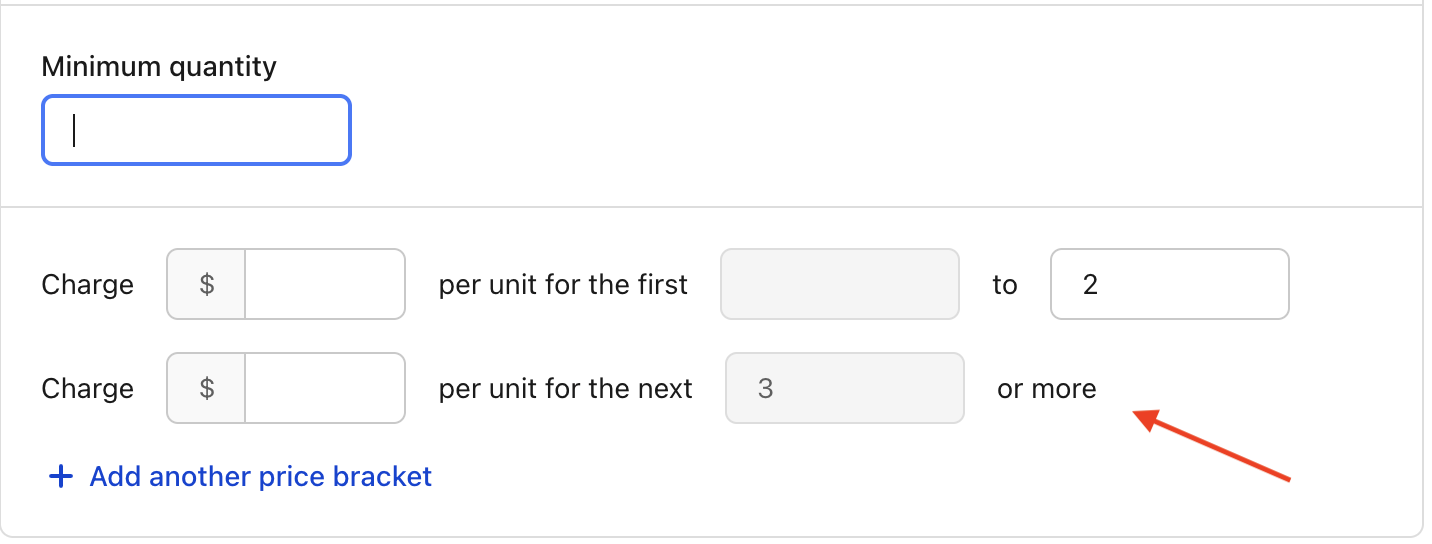 Minimum quantity
Charge $ per unit for the first to 2
Charge $ per unit for the next 3 or more
+ Add another price bracket